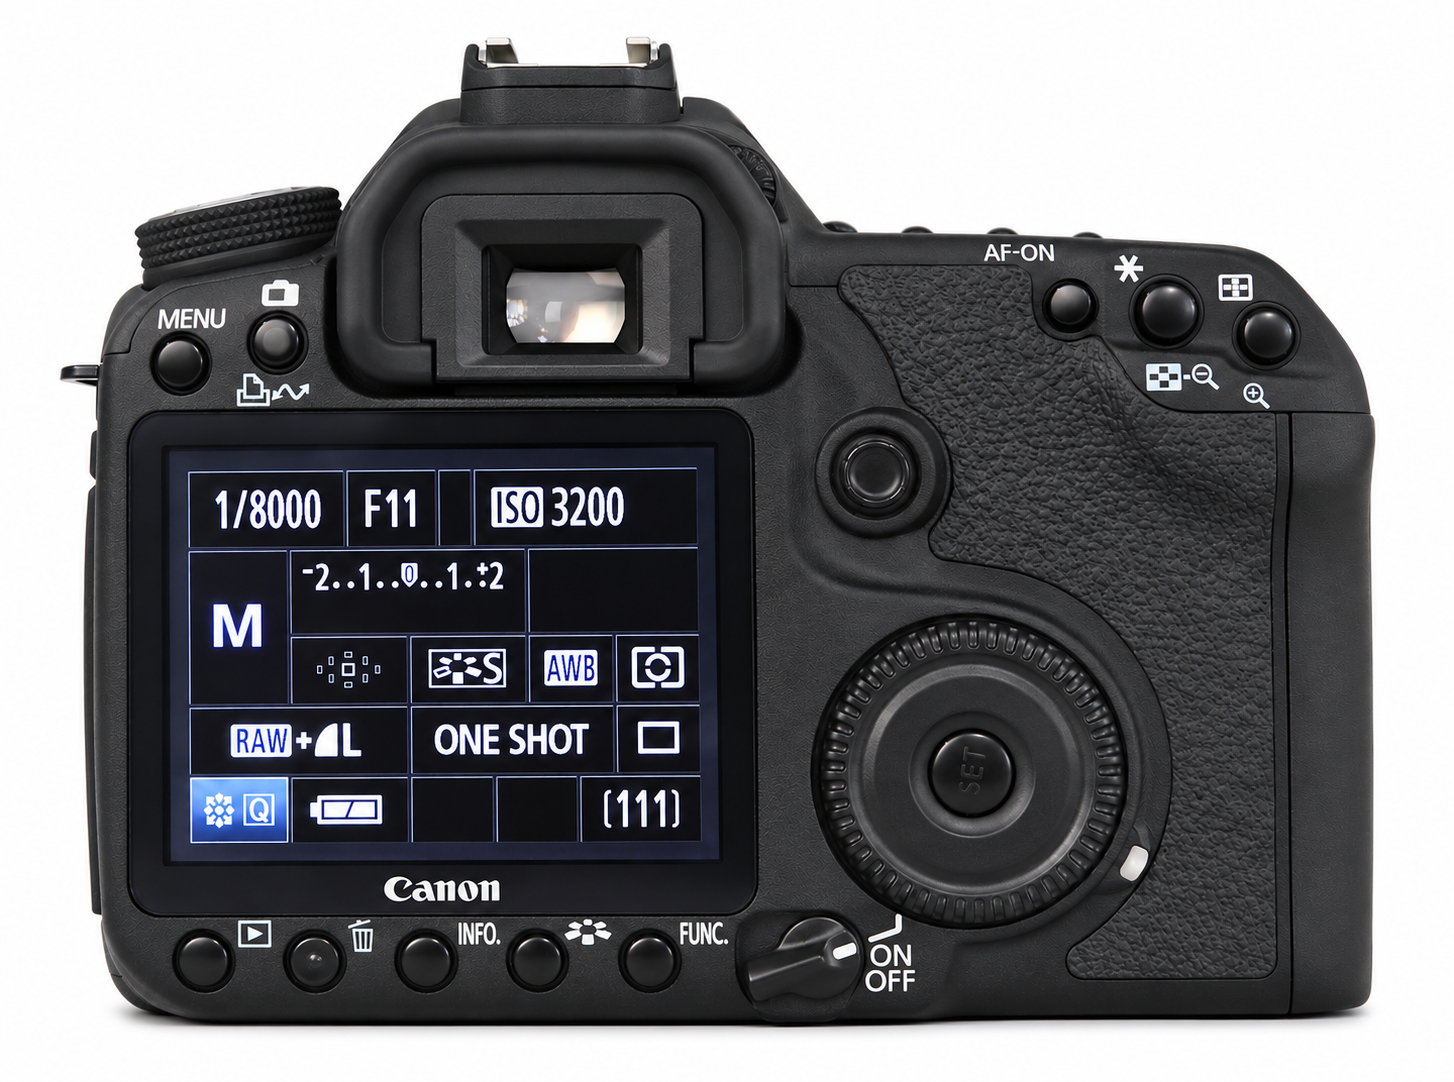 AF-ON
MENU
1/8000 F11 ISO 3200
-2..1..0..1..+2
M
S AWB
RAW+L ONE SHOT
Q (111)
Canon
SET
INFO. FUNC.
ON
OFF